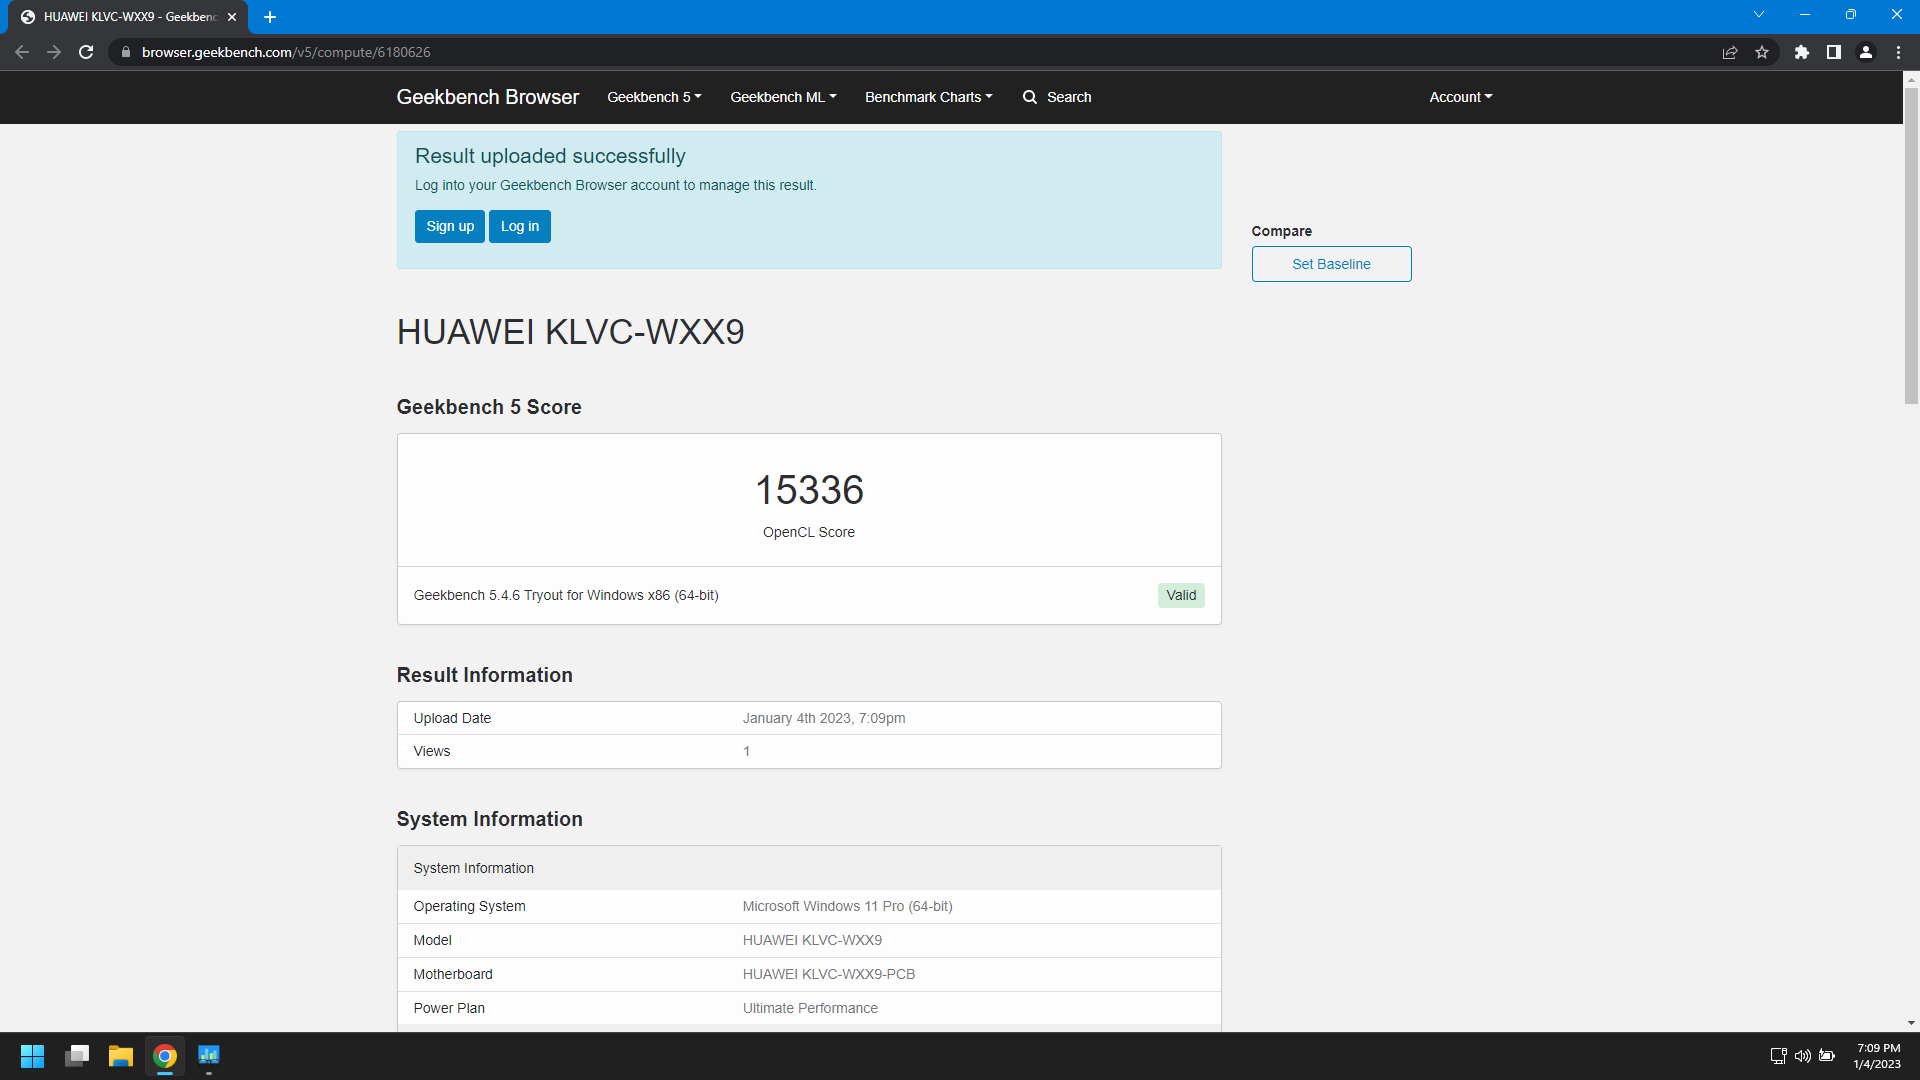 HUAWEI KLVC-WXX9 - Geekbenc
browser.geekbench.com/v5/compute/6180626
Geekbench Browser Geekbench 5 Geekbench ML Benchmark Charts Search Account
Result uploaded successfully
Log into your Geekbench Browser account to manage this result.
Sign up Log in
Compare
Set Baseline
HUAWEI KLVC-WXX9
Geekbench 5 Score
15336
OpenCL Score
Geekbench 5.4.6 Tryout for Windows x86 (64-bit) Valid
Result Information
Upload Date January 4th 2023, 7:09pm
Views 1
System Information
System Information
Operating System Microsoft Windows 11 Pro (64-bit)
Model HUAWEI KLVC-WXX9
Motherboard HUAWEI KLVC-WXX9-PCB
Power Plan Ultimate Performance
7:09 PM
1/4/2023